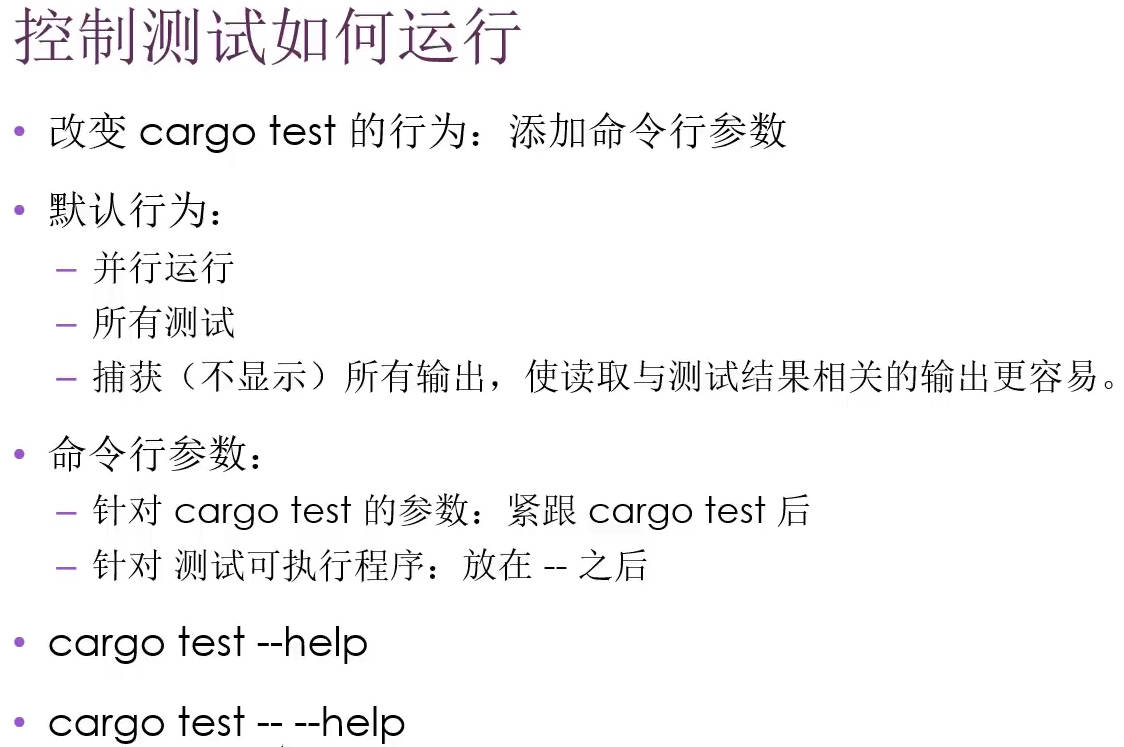 控制测试如何运行
• 改变 cargo test 的行为：添加命令行参数
• 默认行为：
– 并行运行
– 所有测试
– 捕获（不显示）所有输出，使读取与测试结果相关的输出更容易。
• 命令行参数：
– 针对 cargo test 的参数：紧跟 cargo test 后
– 针对 测试可执行程序：放在 -- 之后
• cargo test --help
• cargo test -- --help